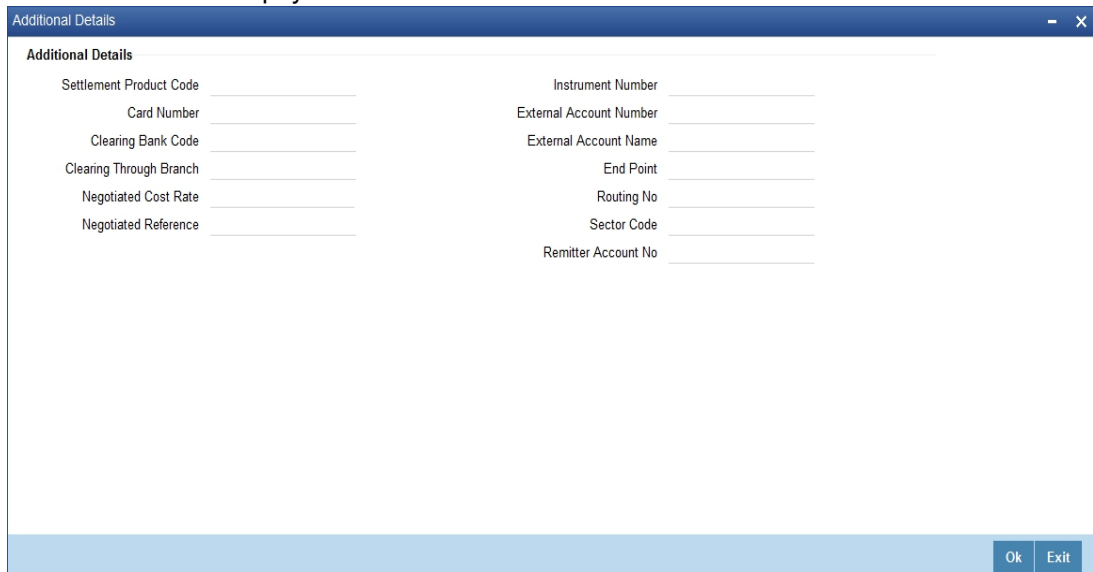 Additional Details
Additional Details
Settlement Product Code
Card Number
Clearing Bank Code
Clearing Through Branch
Negotiated Cost Rate
Negotiated Reference
Instrument Number
External Account Number
External Account Name
End Point
Routing No
Sector Code
Remitter Account No
Ok Exit